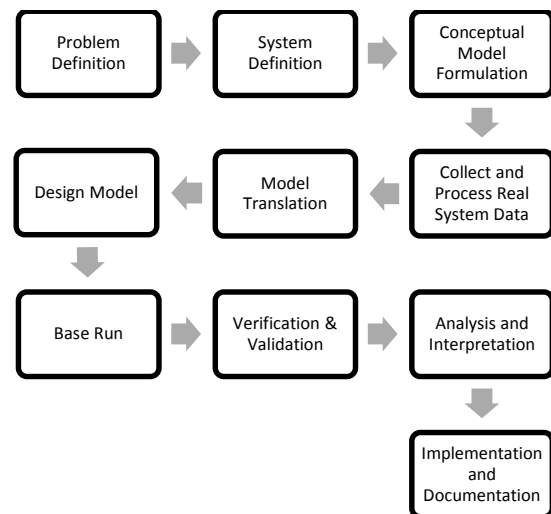 Problem
Definition
System
Definition
Conceptual
Model
Formulation
Collect and
Process Real
System Data
Model
Translation
Design Model
Base Run
Verification &
Validation
Analysis and
Interpretation
Implementation
and
Documentation